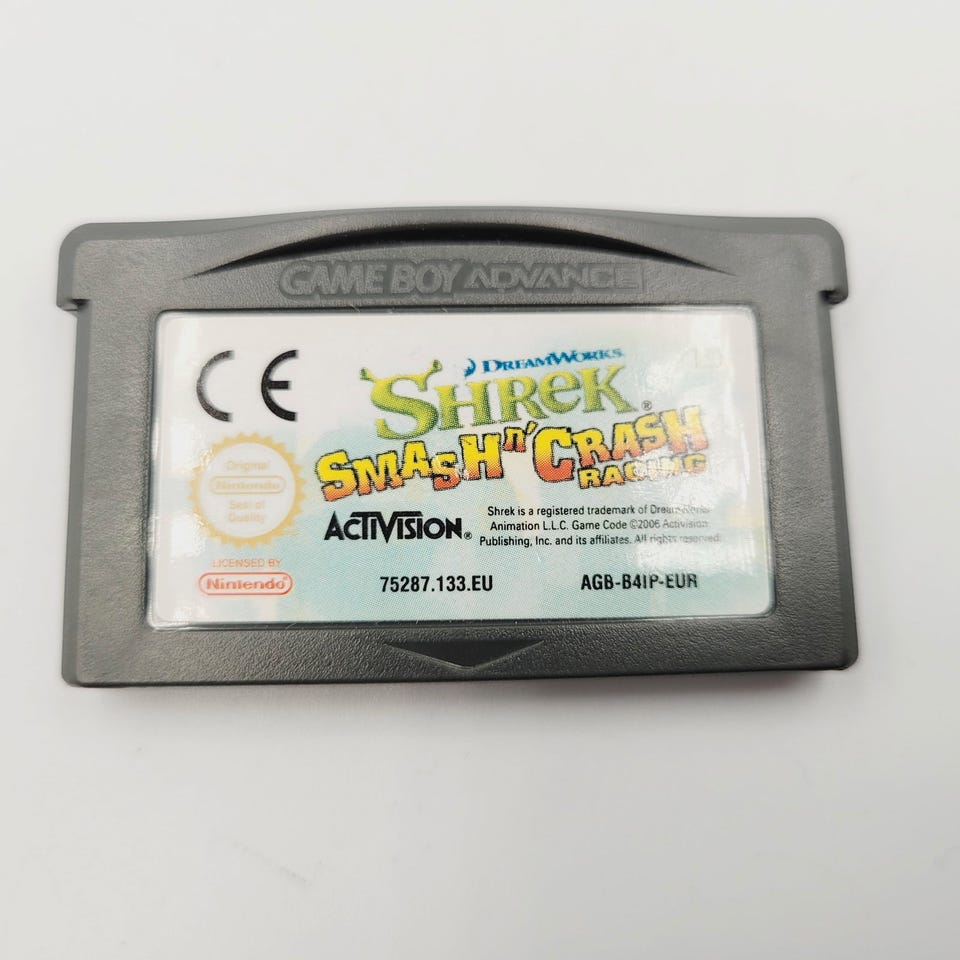 GAME BOY ADVANCE
CE
DREAMWORKS
SHREK®
SMASH n' CRASH
RACING
Original
Nintendo
Seal of
Quality
ACTIVISION®
Shrek is a registered trademark of DreamWorks
Animation L.L.C. Game Code ©2006 Activision
Publishing, Inc. and its affiliates. All rights reserved.
LICENSED BY
Nintendo®
75287.133.EU
AGB-B4IP-EUR